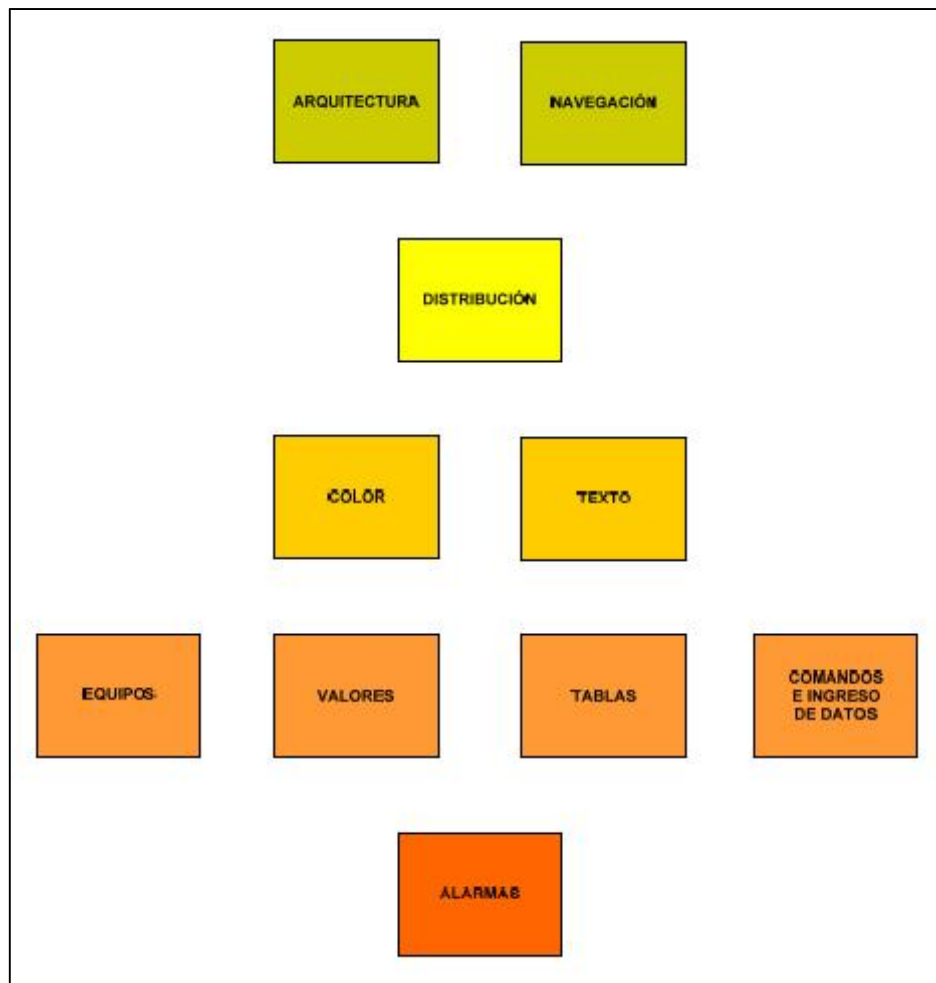 ARQUITECTURA
NAVEGACIÓN
DISTRIBUCIÓN
COLOR
TEXTO
EQUIPOS
VALORES
TABLAS
COMANDOS
E INGRESO
DE DATOS
ALARMAS